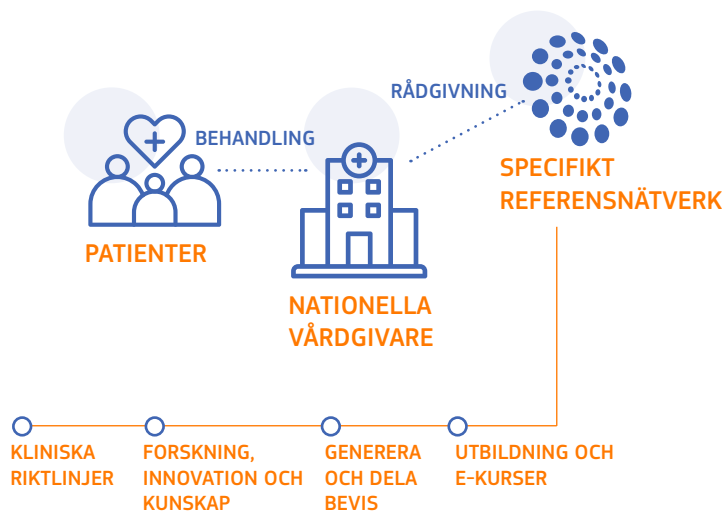 BEHANDLING
RÅDGIVNING
PATIENTER
NATIONELLA
VÅRDGIVARE
SPECIFIKT
REFERENSNÄTVERK
KLINISKA
RIKTLINJER
FORSKNING,
INNOVATION OCH
KUNSKAP
GENERERA
OCH DELA
BEVIS
UTBILDNING OCH
E-KURSER